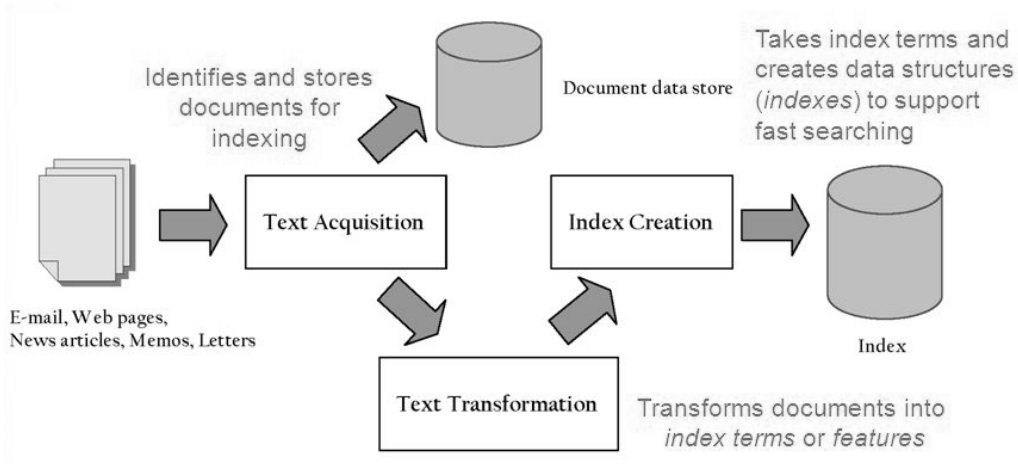 Identifies and stores
documents for
indexing
Document data store
Takes index terms and
creates data structures
(indexes) to support
fast searching
Text Acquisition
Index Creation
E-mail, Web pages,
News articles, Memos, Letters
Index
Text Transformation
Transforms documents into
index terms or features